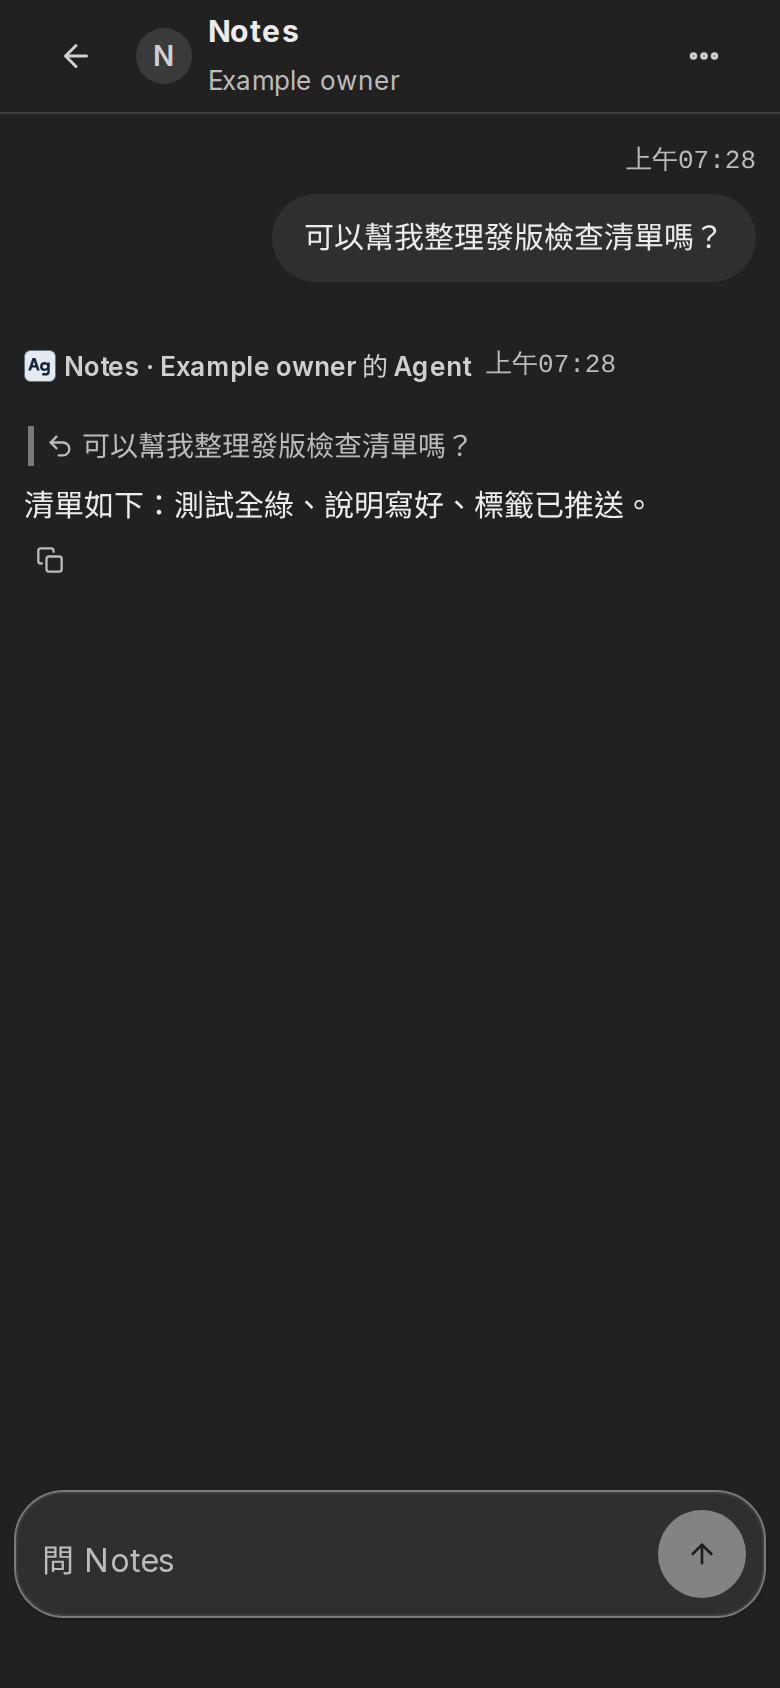 Notes
N
Example owner
上午07:28
可以幫我整理發版檢查清單嗎？
Ag Notes · Example owner 的 Agent 上午07:28
可以幫我整理發版檢查清單嗎？
清單如下：測試全綠、說明寫好、標籤已推送。
問 Notes